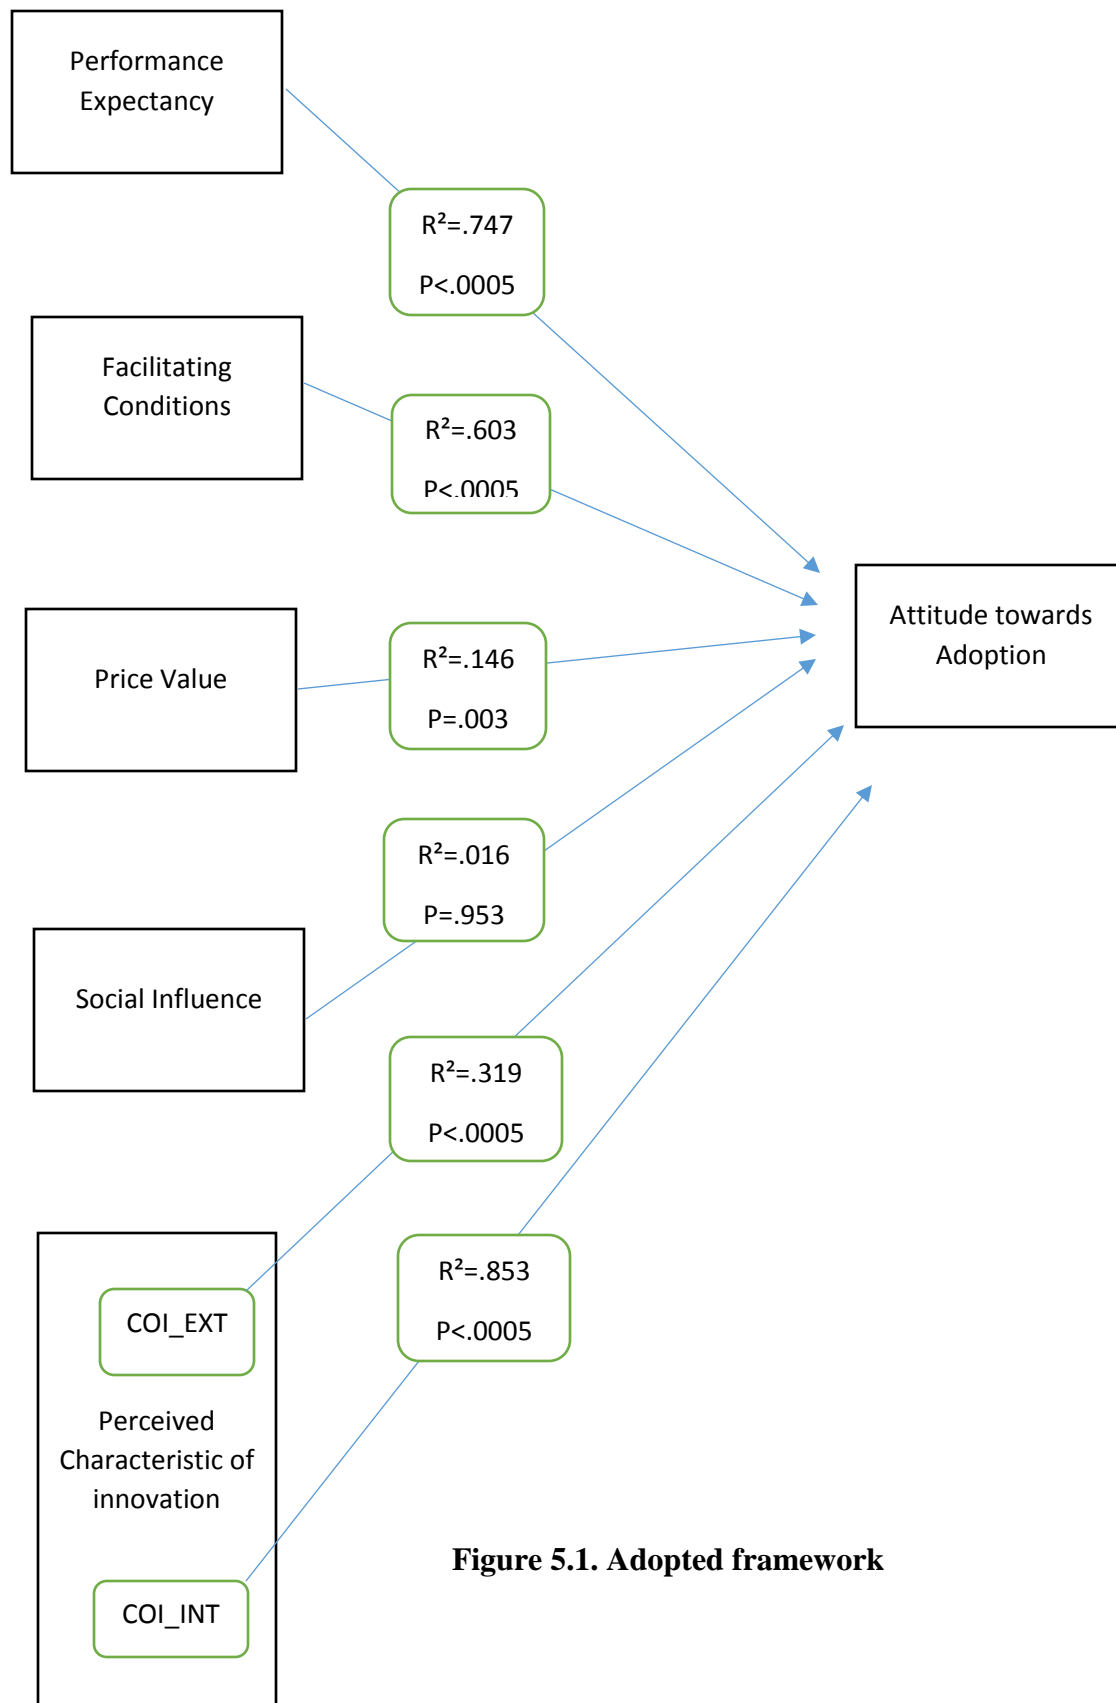 Performance
Expectancy
R²=.747
P<.0005
Facilitating
Conditions
R²=.603
P<.0005
Attitude towards
Adoption
Price Value
R²=.146
P=.003
R²=.016
P=.953
Social Influence
R²=.319
P<.0005
R²=.853
P<.0005
COI_EXT
Perceived
Characteristic of
innovation
COI_INT
Figure 5.1. Adopted framework